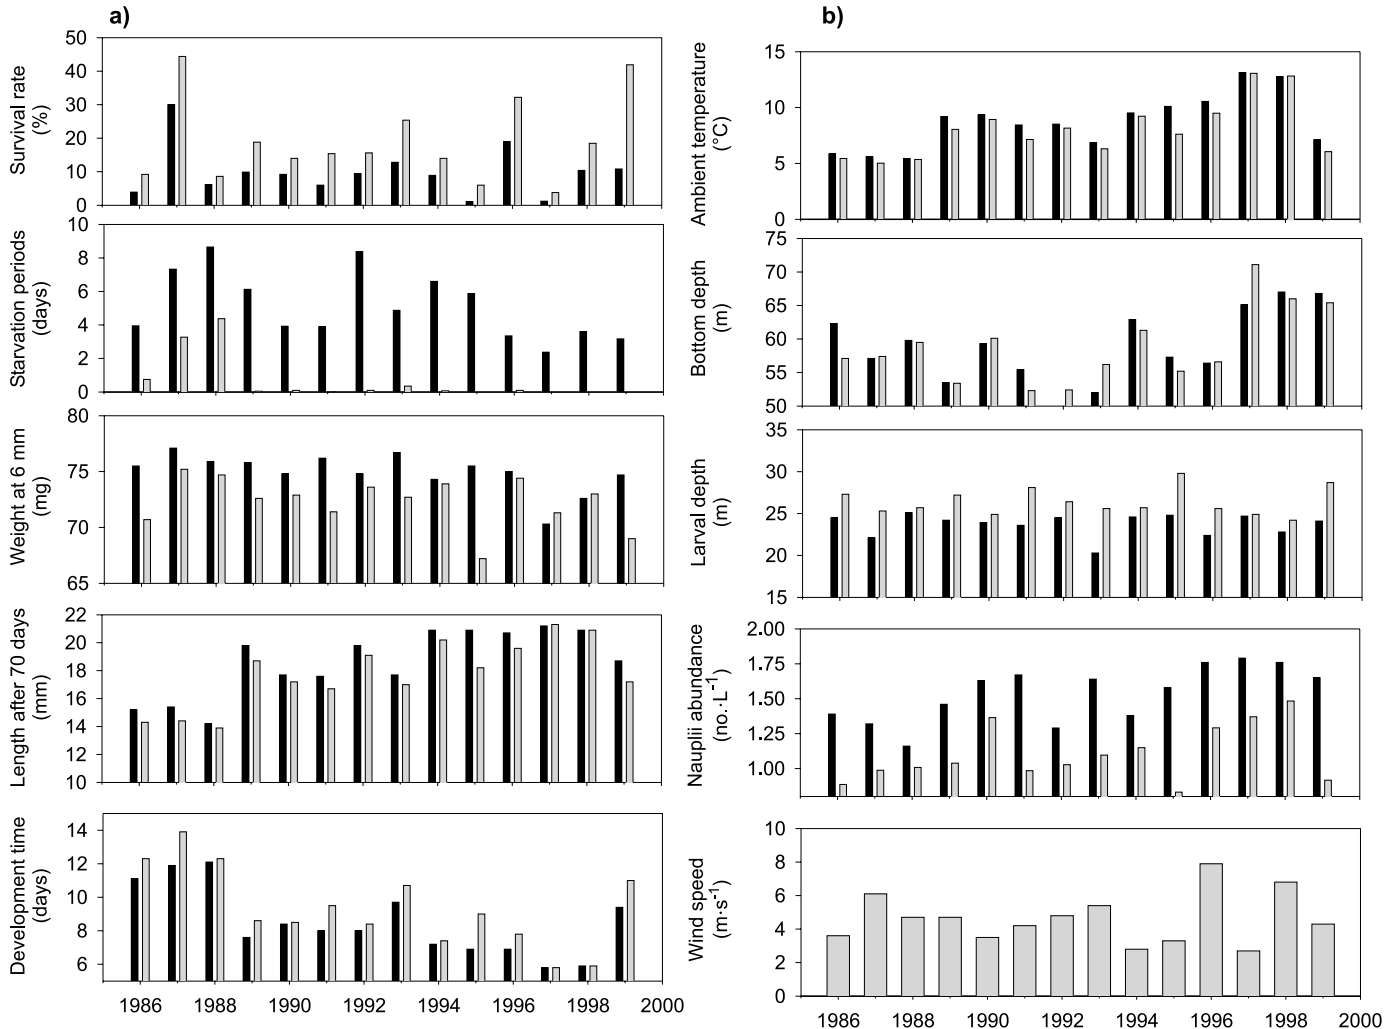 a)
Survival rate
(%)
50
40
30
20
10
0
Starvation periods
(days)
10
8
6
4
2
0
Weight at 6 mm
(mg)
80
75
70
65
Length after 70 days
(mm)
22
20
18
16
14
12
10
Development time
(days)
14
12
10
8
6
1986 1988 1990 1992 1994 1996 1998 2000
b)
Ambient temperature
(°C)
15
10
5
0
Bottom depth
(m)
75
70
65
60
55
50
Larval depth
(m)
35
30
25
20
15
Nauplii abundance
(no.·L⁻¹)
2.00
1.75
1.50
1.25
1.00
Wind speed
(m·s⁻¹)
10
8
6
4
2
0
1986 1988 1990 1992 1994 1996 1998 2000